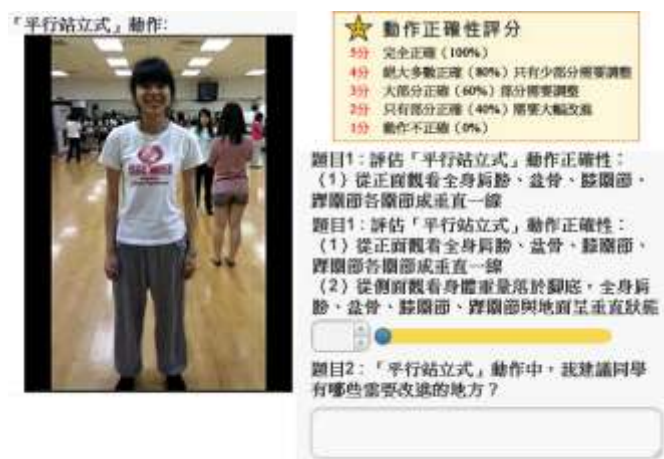 「平行站立式」動作:
動作正確性評分
5分 完全正確（100%）
4分 絕大多數正確（80%）只有少部分需要調整
3分 大部分正確（60%）部分需要調整
2分 只有部分正確（40%）需要大幅改進
1分 動作不正確（0%）
題目1：評估「平行站立式」動作正確性：
（1）從正面觀看全身肩膀、盆骨、膝關節、
踝關節各關節成垂直一線
題目1：評估「平行站立式」動作正確性：
（1）從正面觀看全身肩膀、盆骨、膝關節、
踝關節各關節成垂直一線
（2）從側面觀看身體重量落於腳底，全身肩
膀、盆骨、膝關節、踝關節與地面呈垂直狀態
題目2：「平行站立式」動作中，我建議同學
有哪些需要改進的地方？